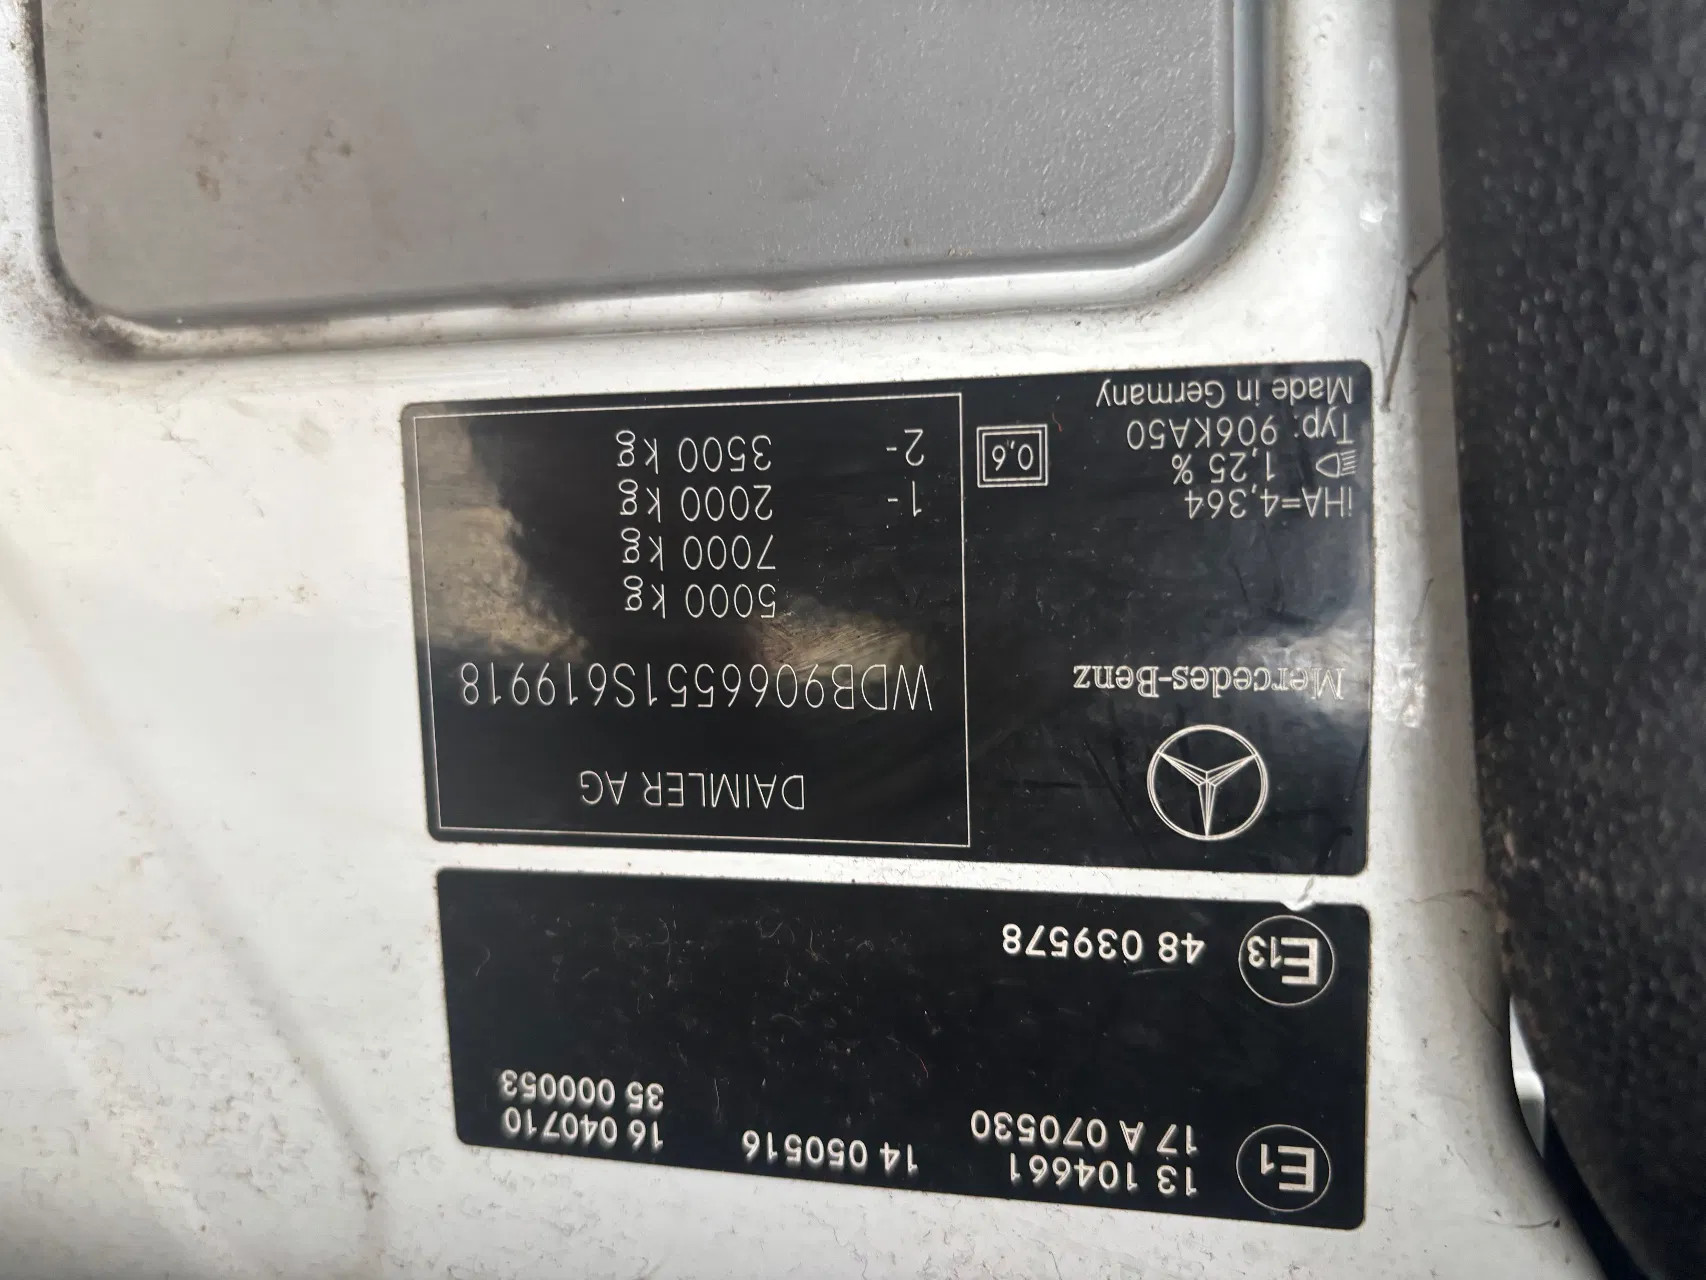 E1
13 104661
17 A 070530
14 050516
16 040710
35 000053
E13
48 039578
Mercedes-Benz
iHA=4,364
1,25 %
Typ: 906KA50
Made in Germany
0,6
DAIMLER AG
WDB9066551S619918
5000 kg
7000 kg
1- 2000 kg
2- 3500 kg